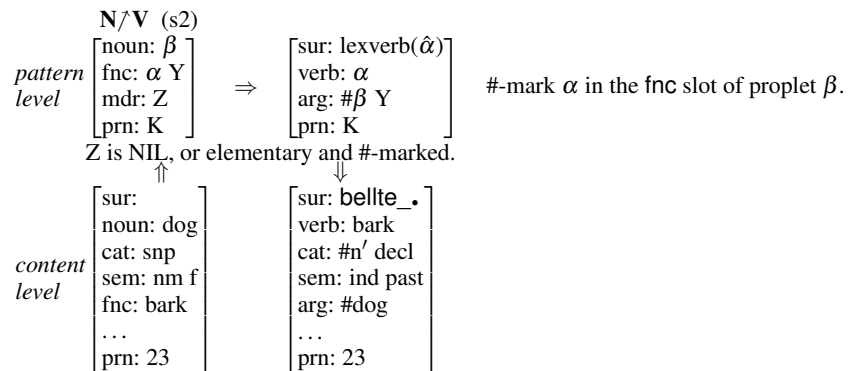 N↗V (s2)
pattern level
[noun: β
fnc: α Y
mdr: Z
prn: K]
⇒
[sur: lexverb(α̂)
verb: α
arg: #β Y
prn: K]
#-mark α in the fnc slot of proplet β.
Z is NIL, or elementary and #-marked.
⇑ ⇓
content level
[sur:
noun: dog
cat: snp
sem: nm f
fnc: bark
...
prn: 23]
[sur: bellte_•
verb: bark
cat: #n′ decl
sem: ind past
arg: #dog
...
prn: 23]